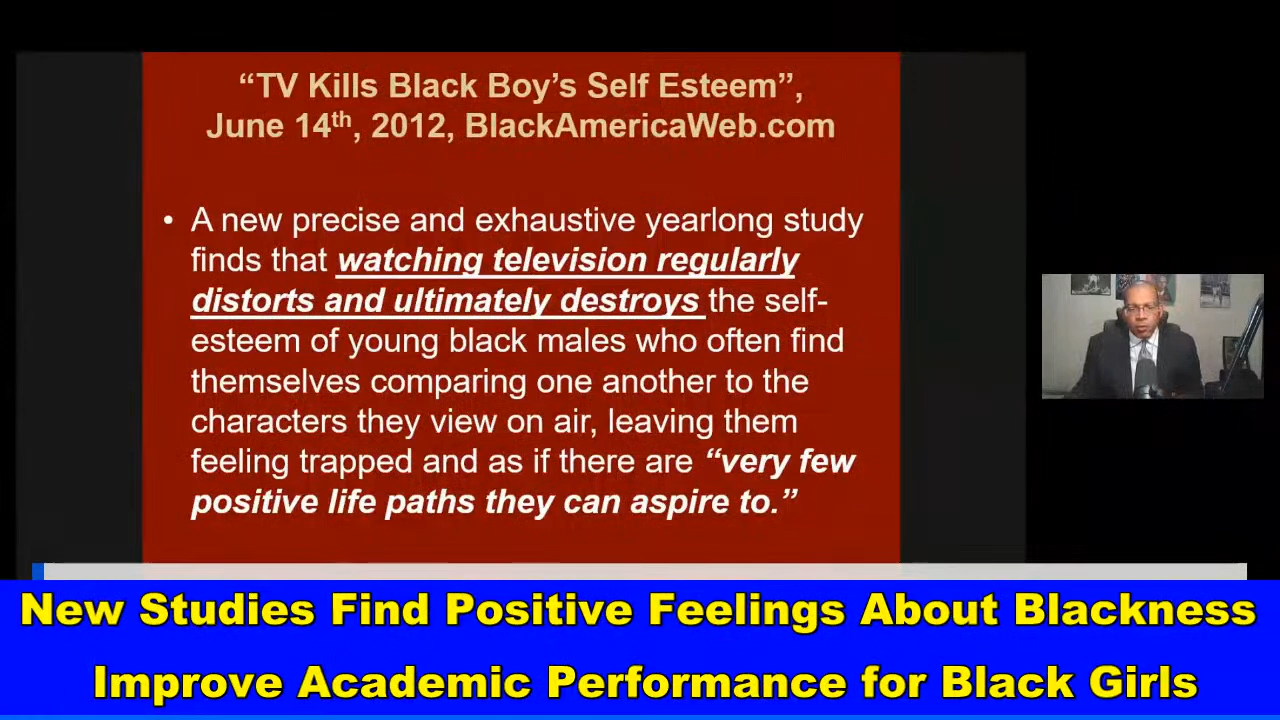 “TV Kills Black Boy’s Self Esteem”,
June 14th, 2012, BlackAmericaWeb.com
• A new precise and exhaustive yearlong study
finds that watching television regularly
distorts and ultimately destroys the self-
esteem of young black males who often find
themselves comparing one another to the
characters they view on air, leaving them
feeling trapped and as if there are “very few
positive life paths they can aspire to.”
New Studies Find Positive Feelings About Blackness
Improve Academic Performance for Black Girls